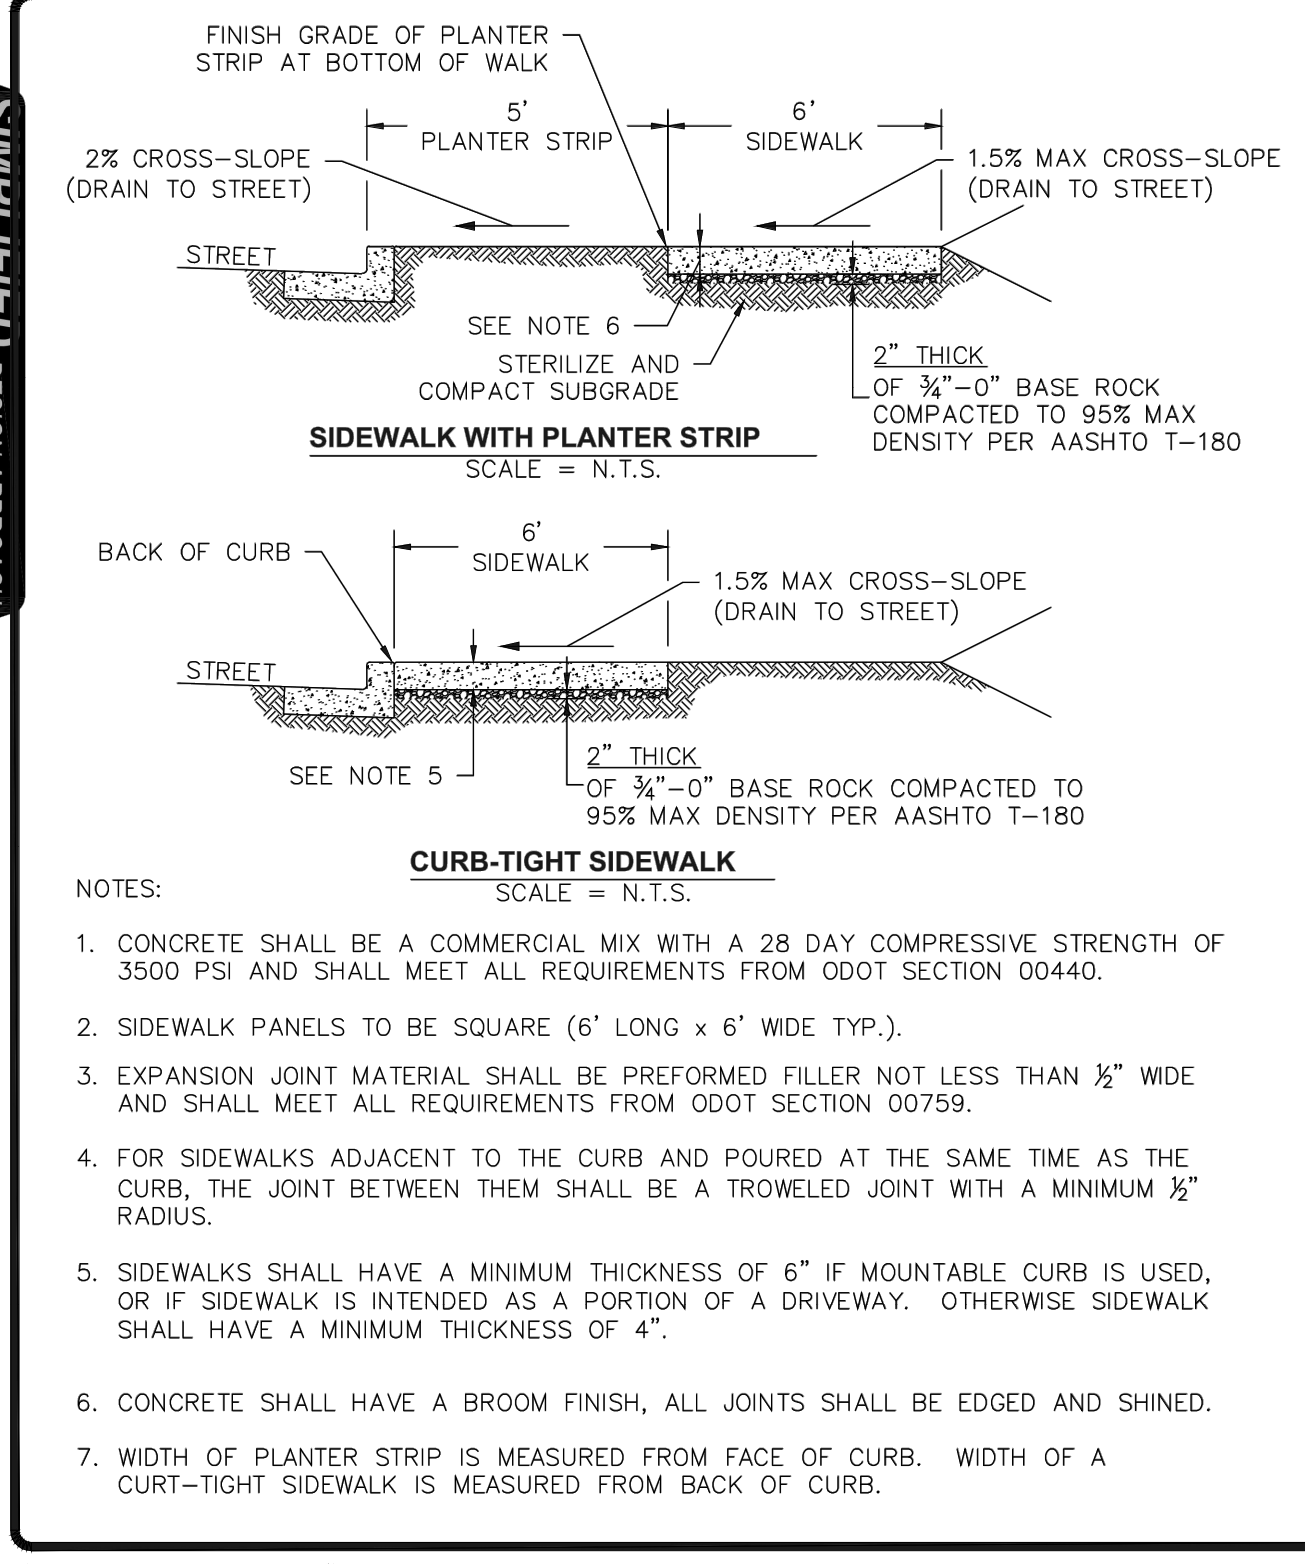 FINISH GRADE OF PLANTER
STRIP AT BOTTOM OF WALK
5'
PLANTER STRIP
6'
SIDEWALK
2% CROSS-SLOPE
(DRAIN TO STREET)
1.5% MAX CROSS-SLOPE
(DRAIN TO STREET)
STREET
SEE NOTE 6
STERILIZE AND
COMPACT SUBGRADE
2" THICK
OF ¾"-0" BASE ROCK
COMPACTED TO 95% MAX
DENSITY PER AASHTO T-180
SIDEWALK WITH PLANTER STRIP
SCALE = N.T.S.
6'
SIDEWALK
BACK OF CURB
1.5% MAX CROSS-SLOPE
(DRAIN TO STREET)
STREET
SEE NOTE 5
2" THICK
OF ¾"-0" BASE ROCK COMPACTED TO
95% MAX DENSITY PER AASHTO T-180
CURB-TIGHT SIDEWALK
SCALE = N.T.S.
NOTES:
1. CONCRETE SHALL BE A COMMERCIAL MIX WITH A 28 DAY COMPRESSIVE STRENGTH OF
3500 PSI AND SHALL MEET ALL REQUIREMENTS FROM ODOT SECTION 00440.
2. SIDEWALK PANELS TO BE SQUARE (6' LONG x 6' WIDE TYP.).
3. EXPANSION JOINT MATERIAL SHALL BE PREFORMED FILLER NOT LESS THAN ½" WIDE
AND SHALL MEET ALL REQUIREMENTS FROM ODOT SECTION 00759.
4. FOR SIDEWALKS ADJACENT TO THE CURB AND POURED AT THE SAME TIME AS THE
CURB, THE JOINT BETWEEN THEM SHALL BE A TROWELED JOINT WITH A MINIMUM ½"
RADIUS.
5. SIDEWALKS SHALL HAVE A MINIMUM THICKNESS OF 6" IF MOUNTABLE CURB IS USED,
OR IF SIDEWALK IS INTENDED AS A PORTION OF A DRIVEWAY. OTHERWISE SIDEWALK
SHALL HAVE A MINIMUM THICKNESS OF 4".
6. CONCRETE SHALL HAVE A BROOM FINISH, ALL JOINTS SHALL BE EDGED AND SHINED.
7. WIDTH OF PLANTER STRIP IS MEASURED FROM FACE OF CURB. WIDTH OF A
CURT-TIGHT SIDEWALK IS MEASURED FROM BACK OF CURB.